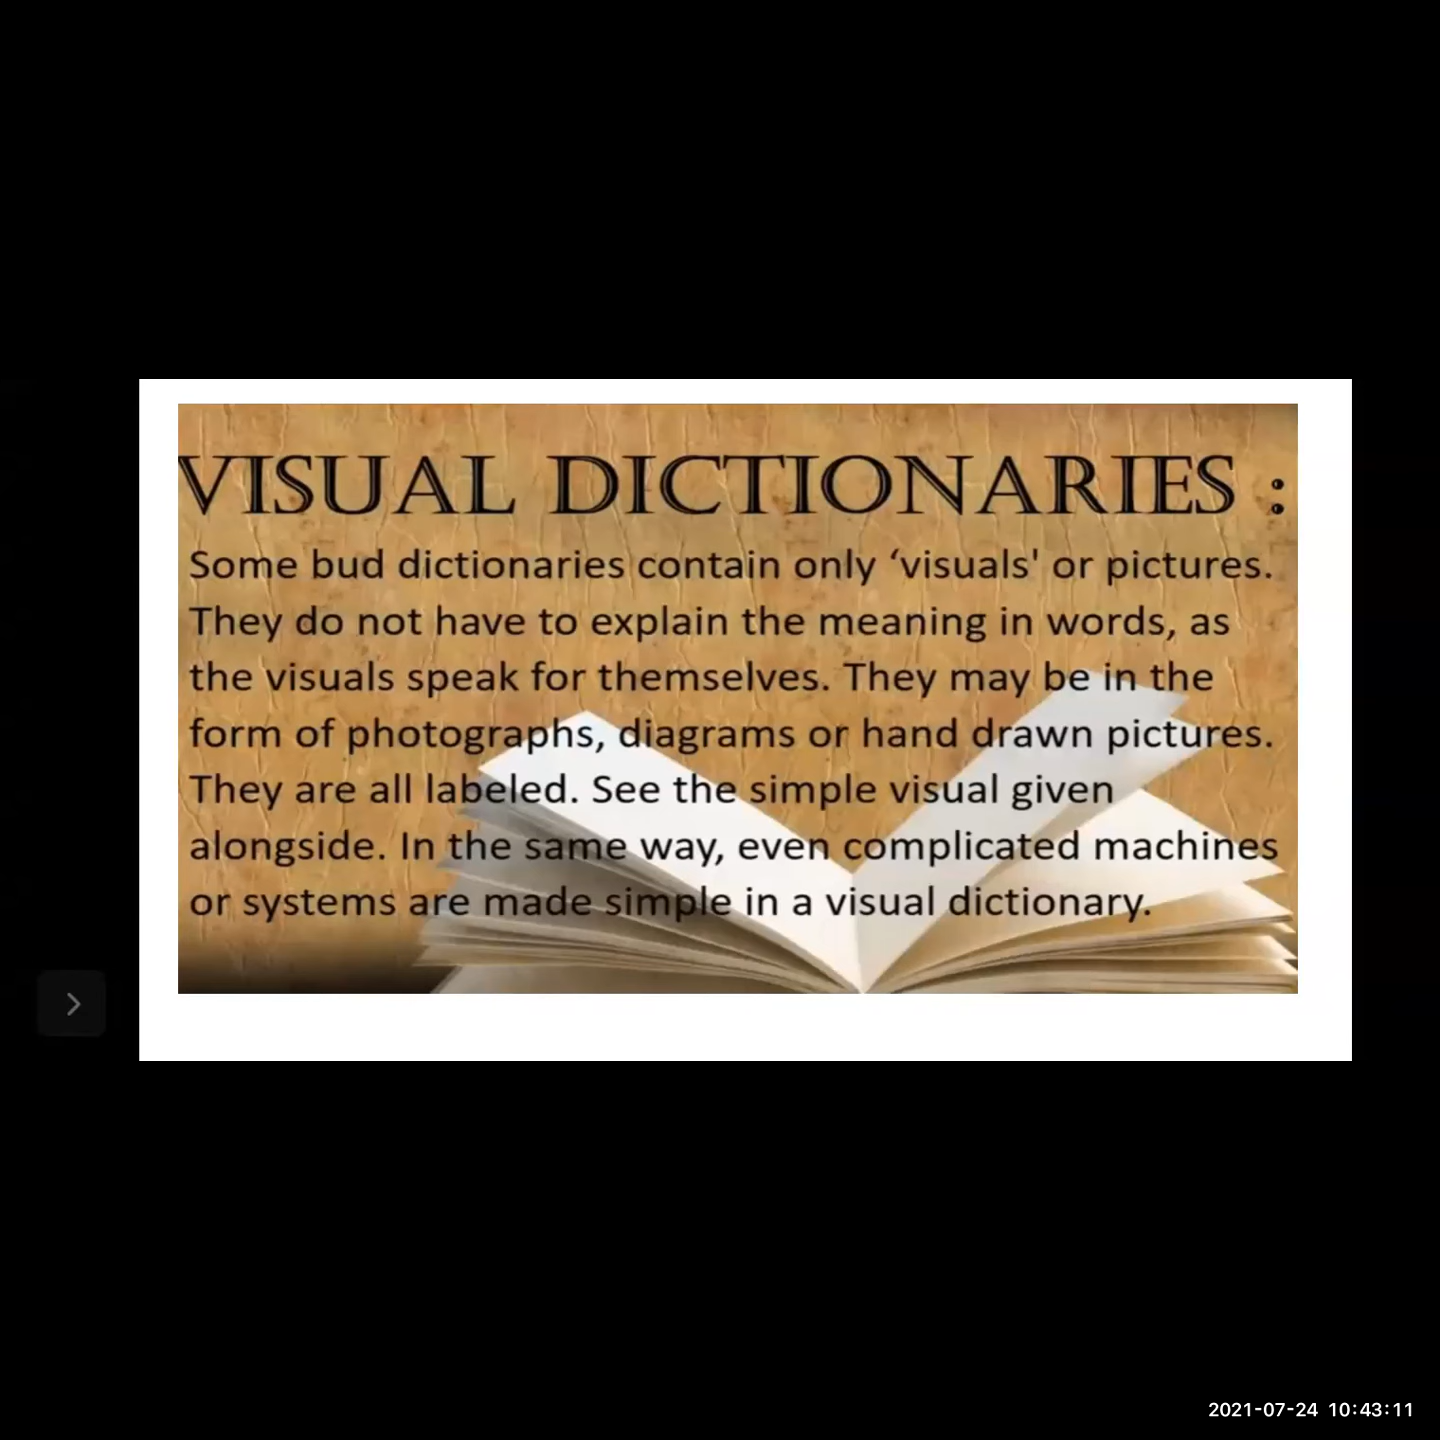 VISUAL DICTIONARIES :
Some bud dictionaries contain only ‘visuals' or pictures.
They do not have to explain the meaning in words, as
the visuals speak for themselves. They may be in the
form of photographs, diagrams or hand drawn pictures.
They are all labeled. See the simple visual given
alongside. In the same way, even complicated machines
or systems are made simple in a visual dictionary.
2021-07-24 10:43:11